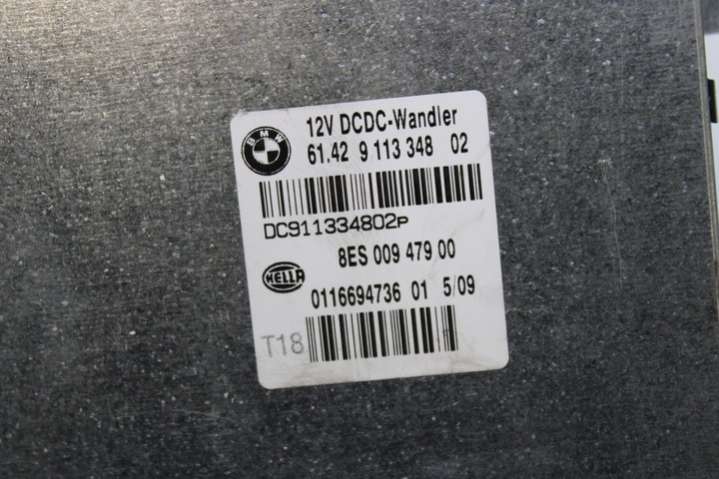 BMW
12V DCDC-Wandler
61.42 9 113 348 02
DC911334802P
8ES 009 479 00
HELLA
0116694736 01 5/09
T18